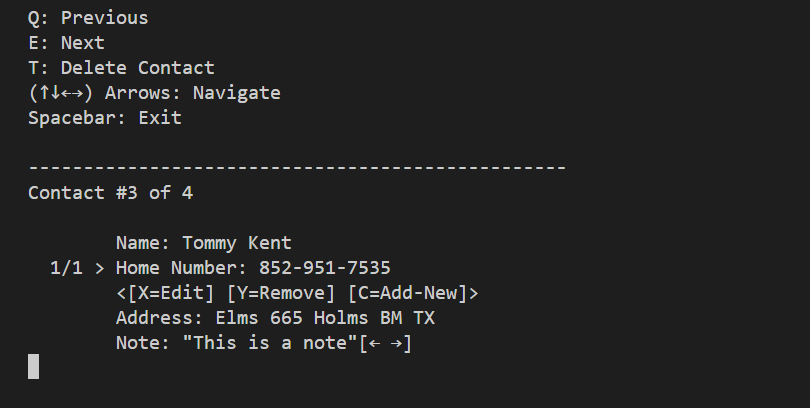 Q: Previous
E: Next
T: Delete Contact
(↑↓←→) Arrows: Navigate
Spacebar: Exit
-------------------------------------------------
Contact #3 of 4
Name: Tommy Kent
1/1 > Home Number: 852-951-7535
<[X=Edit] [Y=Remove] [C=Add-New]>
Address: Elms 665 Holms BM TX
Note: "This is a note"[← →]